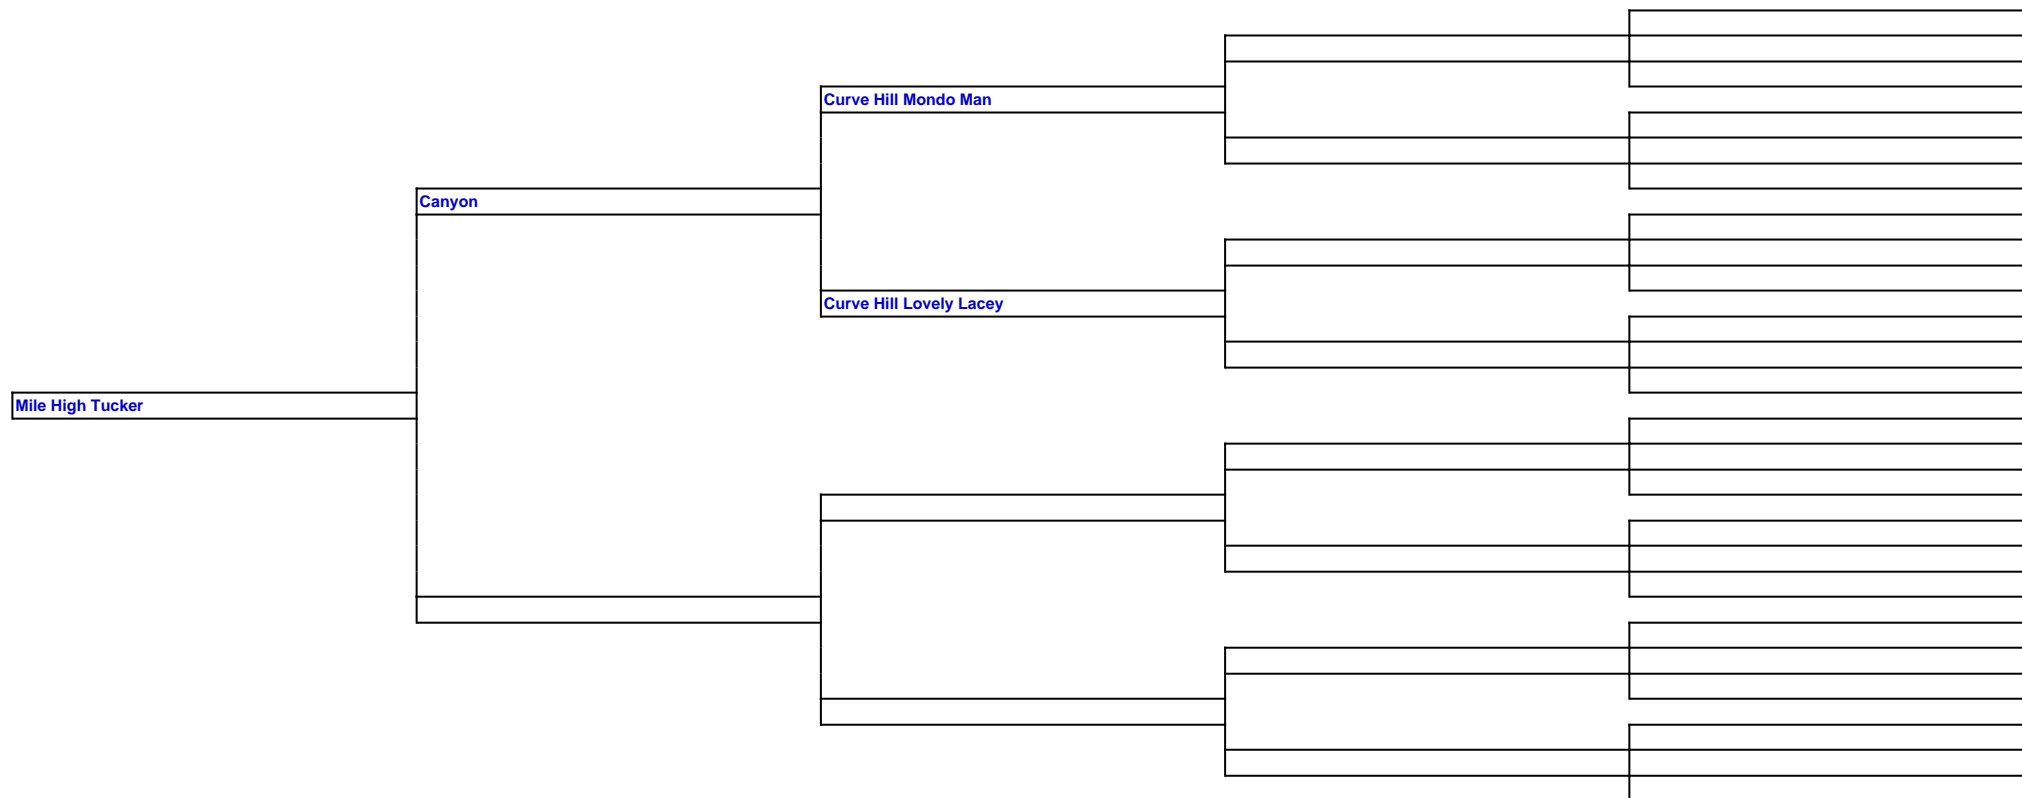 Curve Hill Mondo Man
Canyon
Curve Hill Lovely Lacey
Mile High Tucker